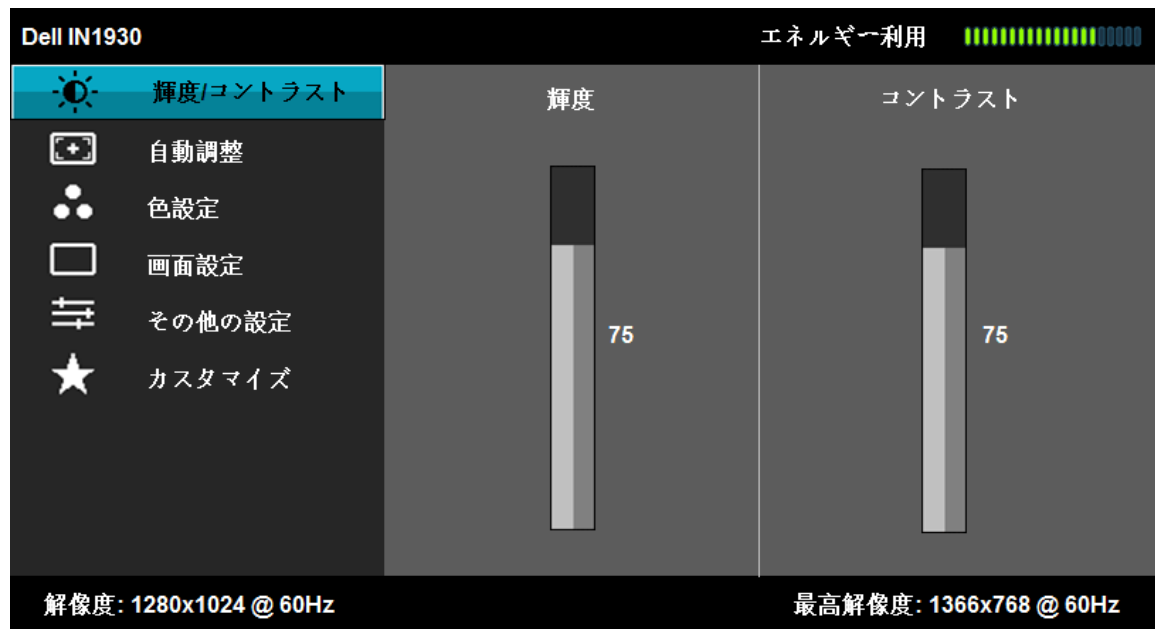 Dell IN1930 エネルギー利用
輝度/コントラスト
自動調整
色設定
画面設定
その他の設定
カスタマイズ
輝度
75
コントラスト
75
解像度: 1280x1024 @ 60Hz
最高解像度: 1366x768 @ 60Hz